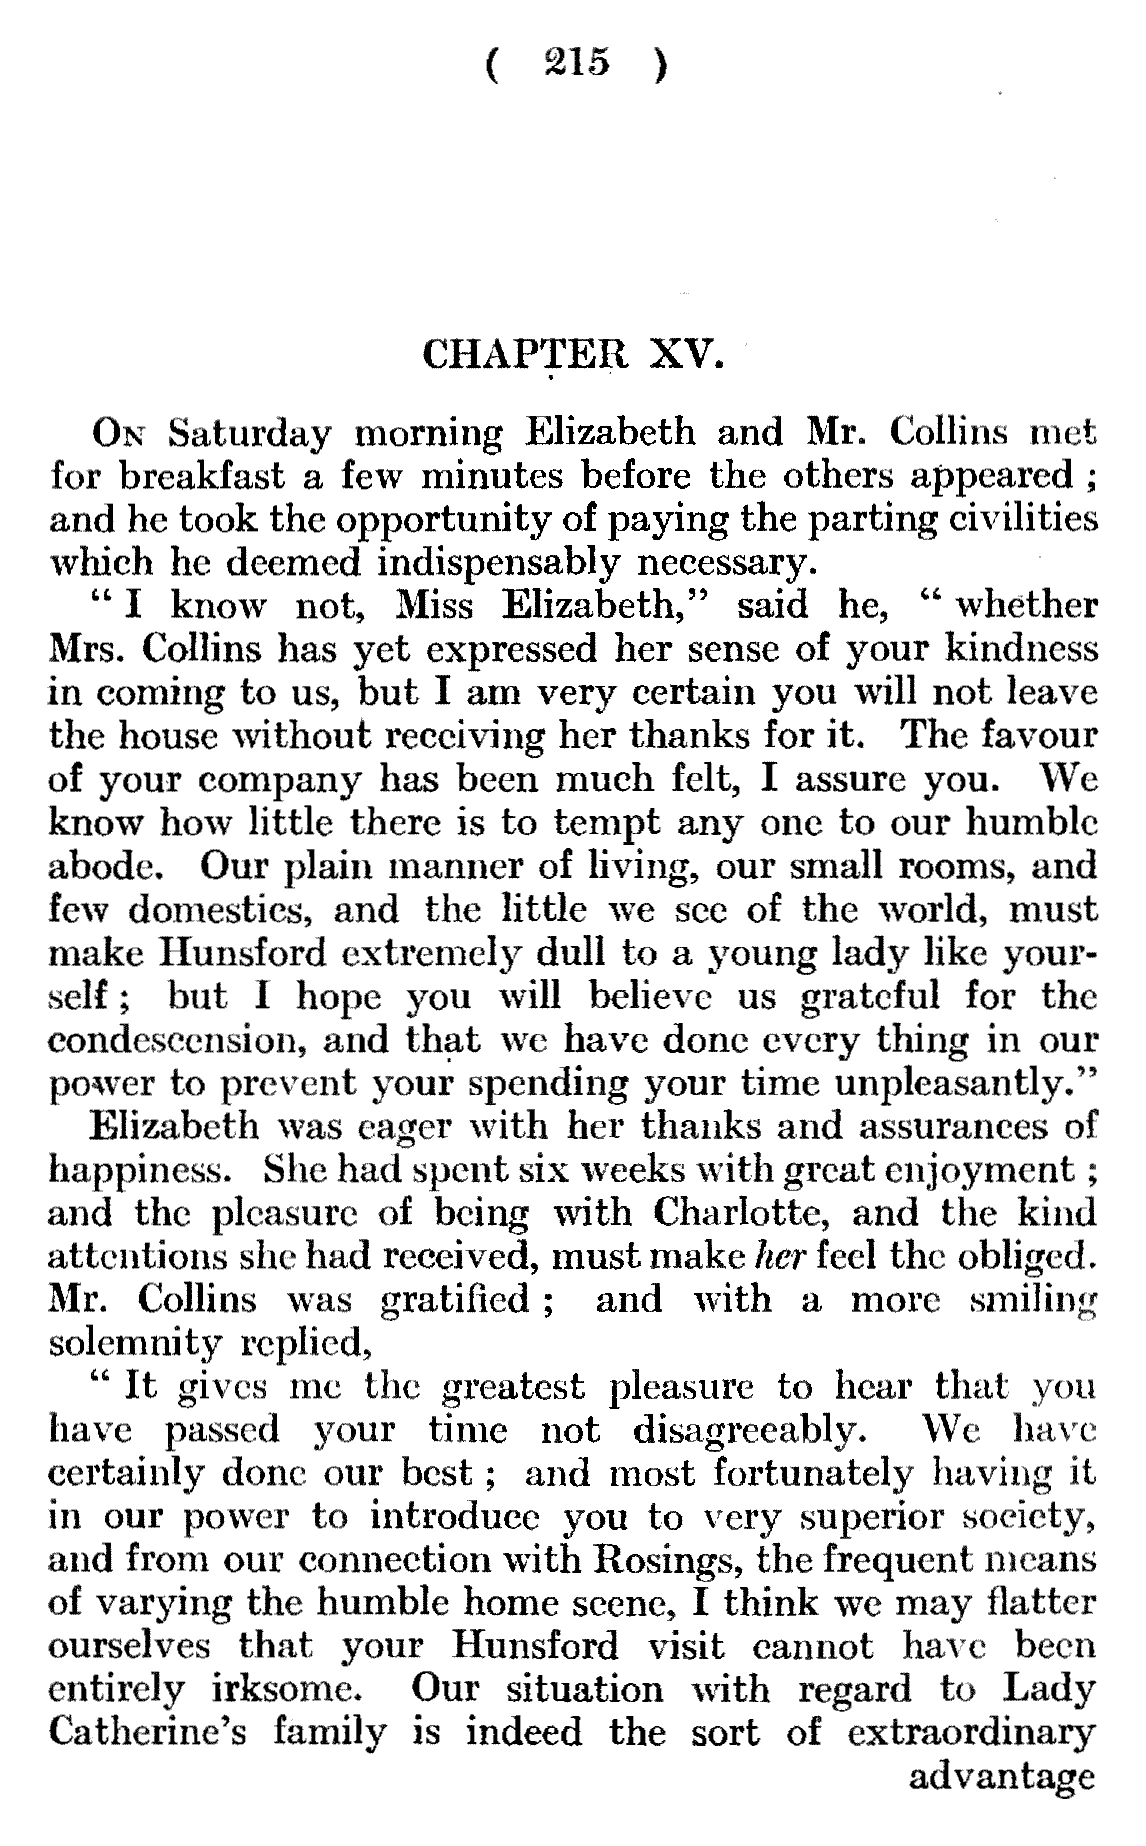 ( 215 )
CHAPTER XV.
On Saturday morning Elizabeth and Mr. Collins met
for breakfast a few minutes before the others appeared ;
and he took the opportunity of paying the parting civilities
which he deemed indispensably necessary.
“ I know not, Miss Elizabeth,” said he, “ whether
Mrs. Collins has yet expressed her sense of your kindness
in coming to us, but I am very certain you will not leave
the house without receiving her thanks for it. The favour
of your company has been much felt, I assure you. We
know how little there is to tempt any one to our humble
abode. Our plain manner of living, our small rooms, and
few domestics, and the little we see of the world, must
make Hunsford extremely dull to a young lady like your-
self ; but I hope you will believe us grateful for the
condescension, and that we have done every thing in our
power to prevent your spending your time unpleasantly.”
Elizabeth was eager with her thanks and assurances of
happiness. She had spent six weeks with great enjoyment ;
and the pleasure of being with Charlotte, and the kind
attentions she had received, must make her feel the obliged.
Mr. Collins was gratified ; and with a more smiling
solemnity replied,
“ It gives me the greatest pleasure to hear that you
have passed your time not disagreeably. We have
certainly done our best ; and most fortunately having it
in our power to introduce you to very superior society,
and from our connection with Rosings, the frequent means
of varying the humble home scene, I think we may flatter
ourselves that your Hunsford visit cannot have been
entirely irksome. Our situation with regard to Lady
Catherine’s family is indeed the sort of extraordinary
advantage